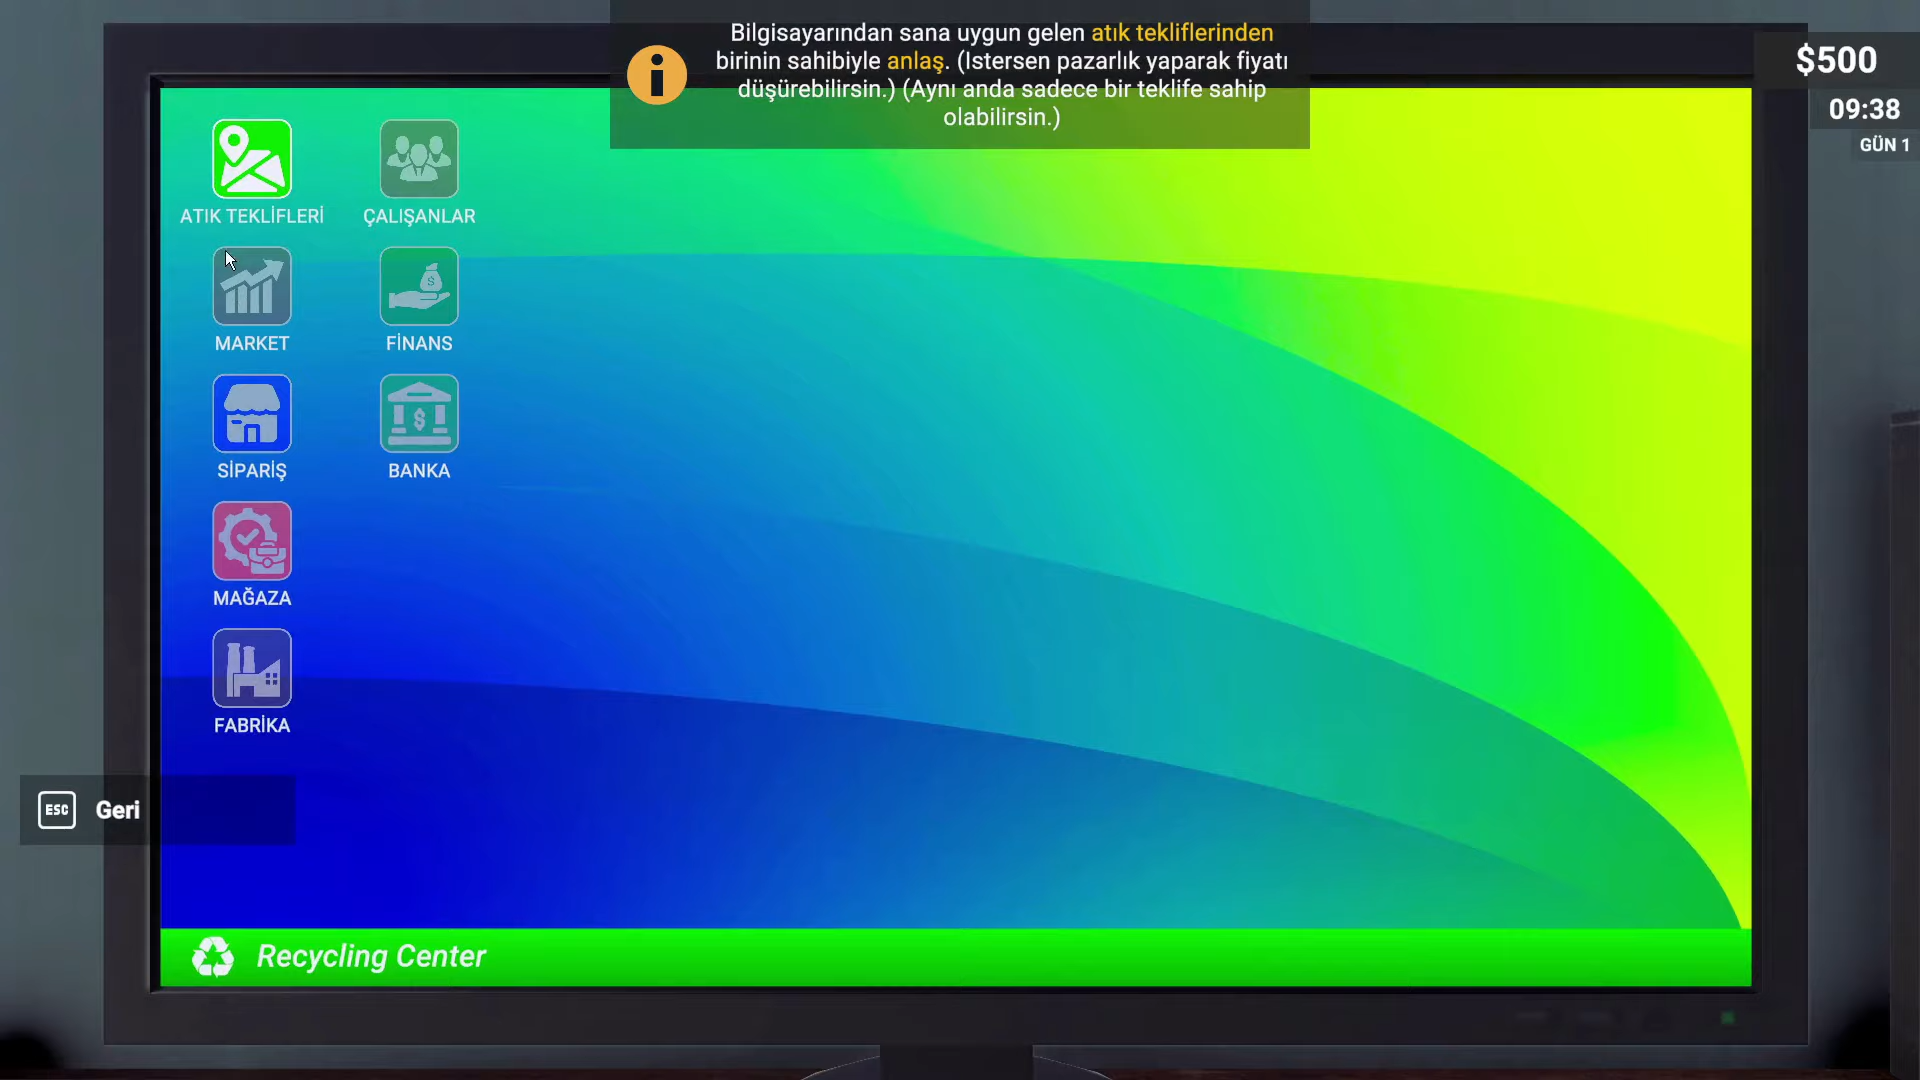 Bilgisayarından sana uygun gelen atık tekliflerinden
birinin sahibiyle anlaş. (Istersen pazarlık yaparak fiyatı
düşürebilirsin.) (Aynı anda sadece bir teklife sahip
olabilirsin.)
$500
09:38
GÜN 1
ATIK TEKLİFLERİ
ÇALIŞANLAR
MARKET
FİNANS
SİPARİŞ
BANKA
MAĞAZA
FABRİKA
ESC Geri
Recycling Center